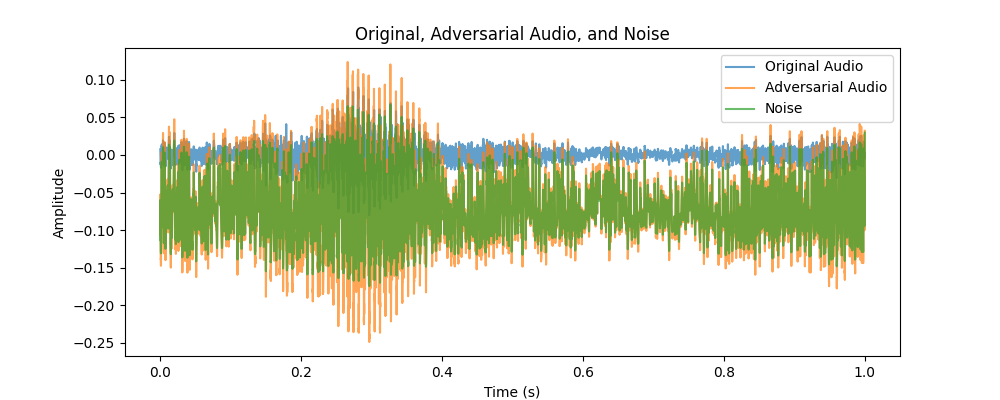 Original, Adversarial Audio, and Noise
Original Audio
Adversarial Audio
Noise
Amplitude
0.10
0.05
0.00
−0.05
−0.10
−0.15
−0.20
−0.25
0.0 0.2 0.4 0.6 0.8 1.0
Time (s)